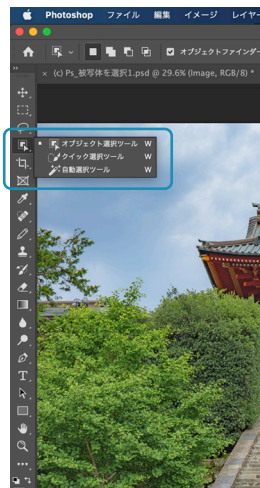 Photoshop ファイル 編集 イメージ レイヤー
オブジェクトファインダー
× (c) Ps_被写体を選択1.psd @ 29.6% (Image, RGB/8) *
オブジェクト選択ツール W
クイック選択ツール W
自動選択ツール W
T